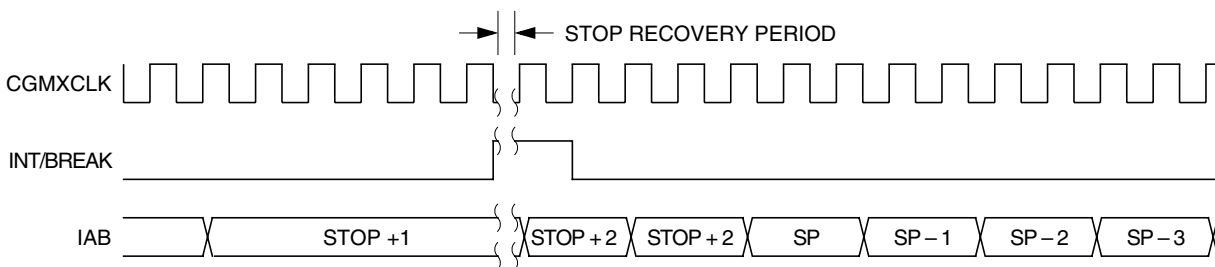 STOP RECOVERY PERIOD
CGMXCLK
INT/BREAK
IAB STOP +1 STOP + 2 STOP + 2 SP SP – 1 SP – 2 SP – 3